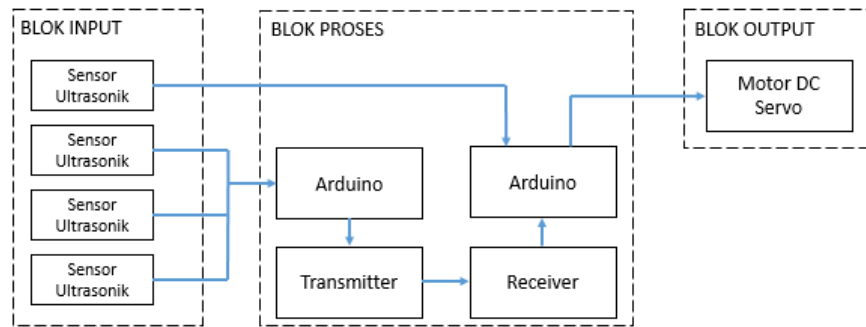 BLOK INPUT
Sensor
Ultrasonik
Sensor
Ultrasonik
Sensor
Ultrasonik
Sensor
Ultrasonik
BLOK PROSES
Arduino
Arduino
Transmitter
Receiver
BLOK OUTPUT
Motor DC
Servo